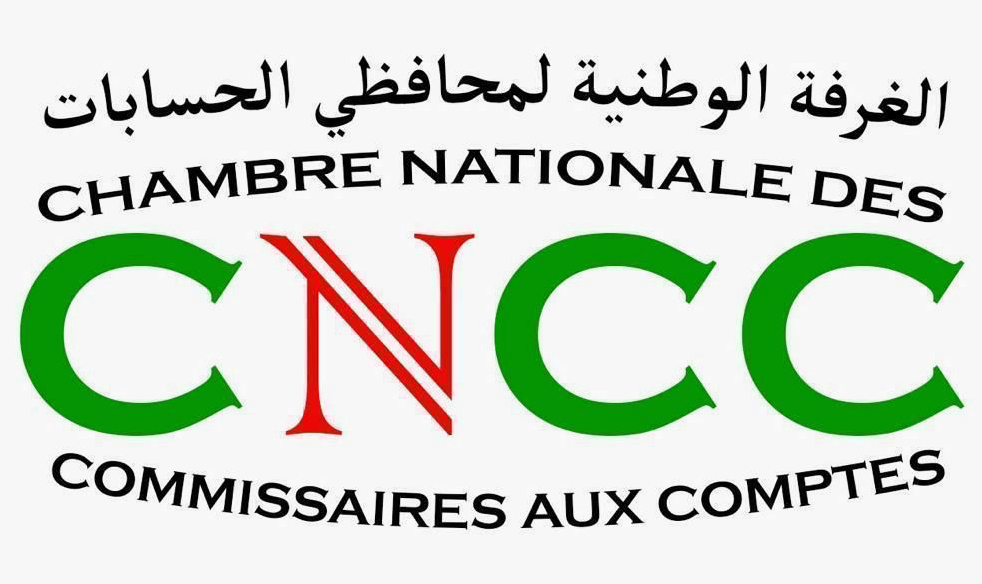 الغرفة الوطنية لمحافظي الحسابات
CHAMBRE NATIONALE DES
CNCC
COMMISSAIRES AUX COMPTES